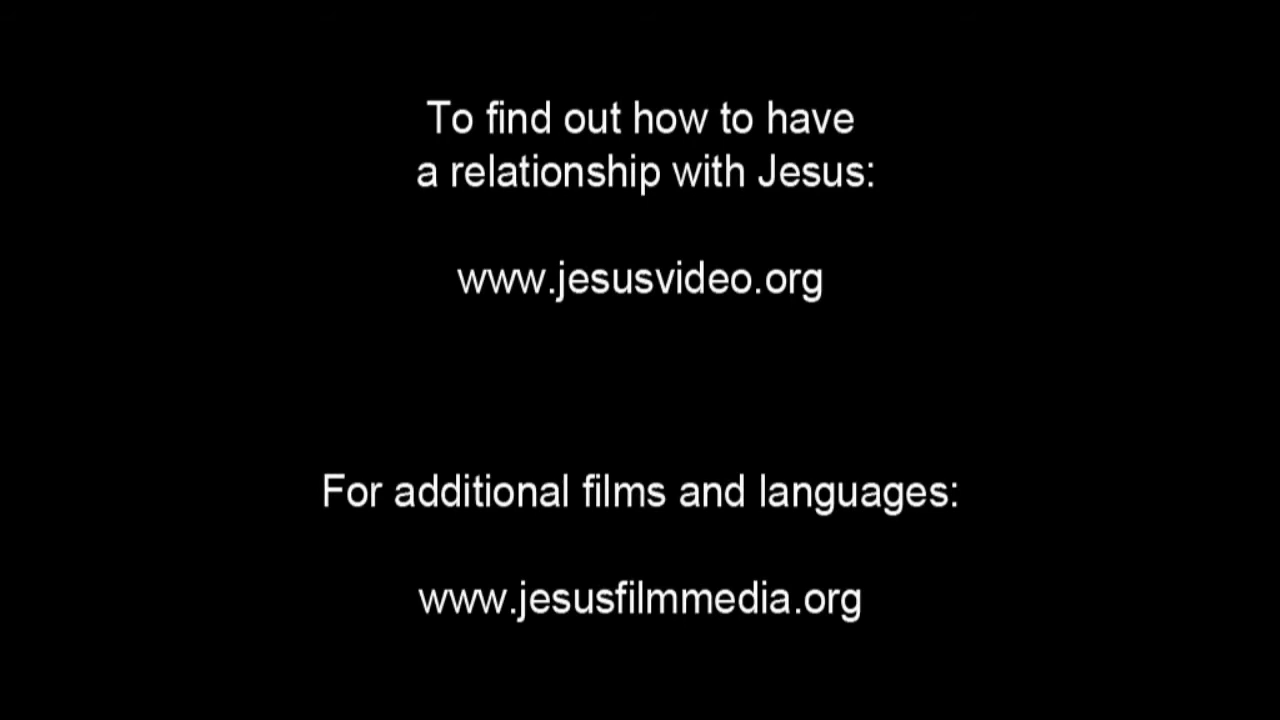 To find out how to have
a relationship with Jesus:
www.jesusvideo.org
For additional films and languages:
www.jesusfilmmedia.org